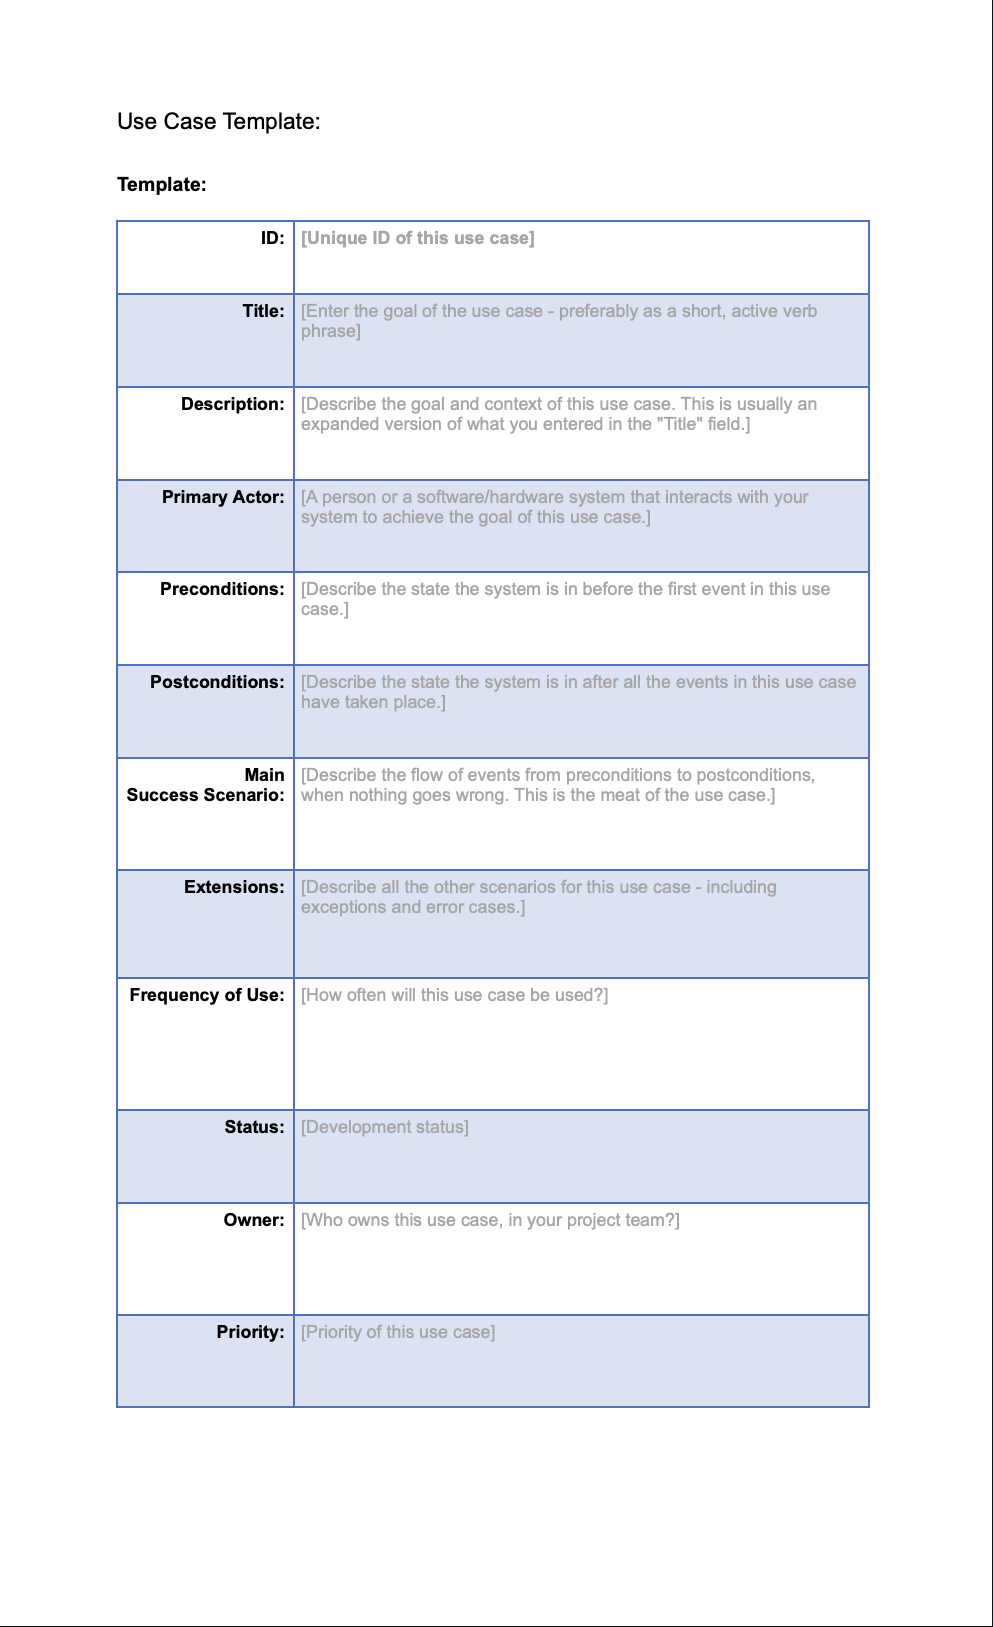 Use Case Template:
Template:
ID: [Unique ID of this use case]
Title: [Enter the goal of the use case - preferably as a short, active verb
phrase]
Description: [Describe the goal and context of this use case. This is usually an
expanded version of what you entered in the "Title" field.]
Primary Actor: [A person or a software/hardware system that interacts with your
system to achieve the goal of this use case.]
Preconditions: [Describe the state the system is in before the first event in this use
case.]
Postconditions: [Describe the state the system is in after all the events in this use case
have taken place.]
Main [Describe the flow of events from preconditions to postconditions,
Success Scenario: when nothing goes wrong. This is the meat of the use case.]
Extensions: [Describe all the other scenarios for this use case - including
exceptions and error cases.]
Frequency of Use: [How often will this use case be used?]
Status: [Development status]
Owner: [Who owns this use case, in your project team?]
Priority: [Priority of this use case]